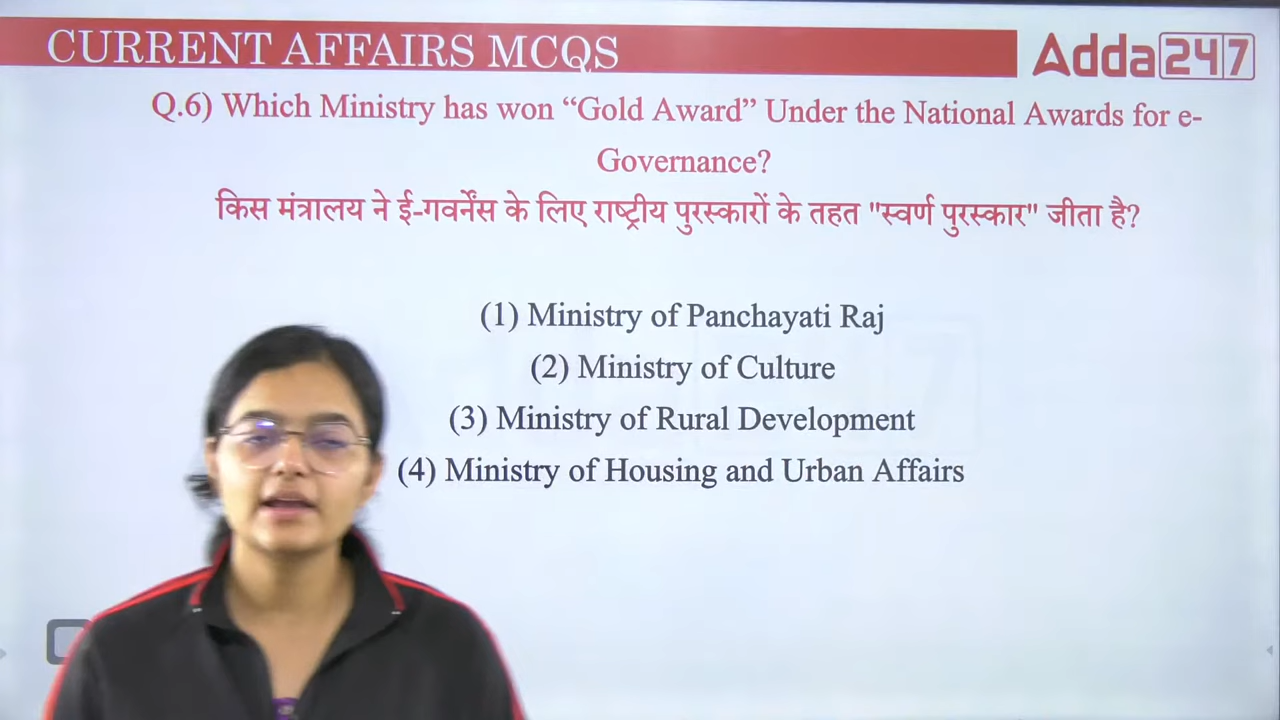 CURRENT AFFAIRS MCQS
Adda247
Q.6) Which Ministry has won “Gold Award” Under the National Awards for e-
Governance?
किस मंत्रालय ने ई-गवर्नेंस के लिए राष्ट्रीय पुरस्कारों के तहत "स्वर्ण पुरस्कार" जीता है?
(1) Ministry of Panchayati Raj
(2) Ministry of Culture
(3) Ministry of Rural Development
(4) Ministry of Housing and Urban Affairs